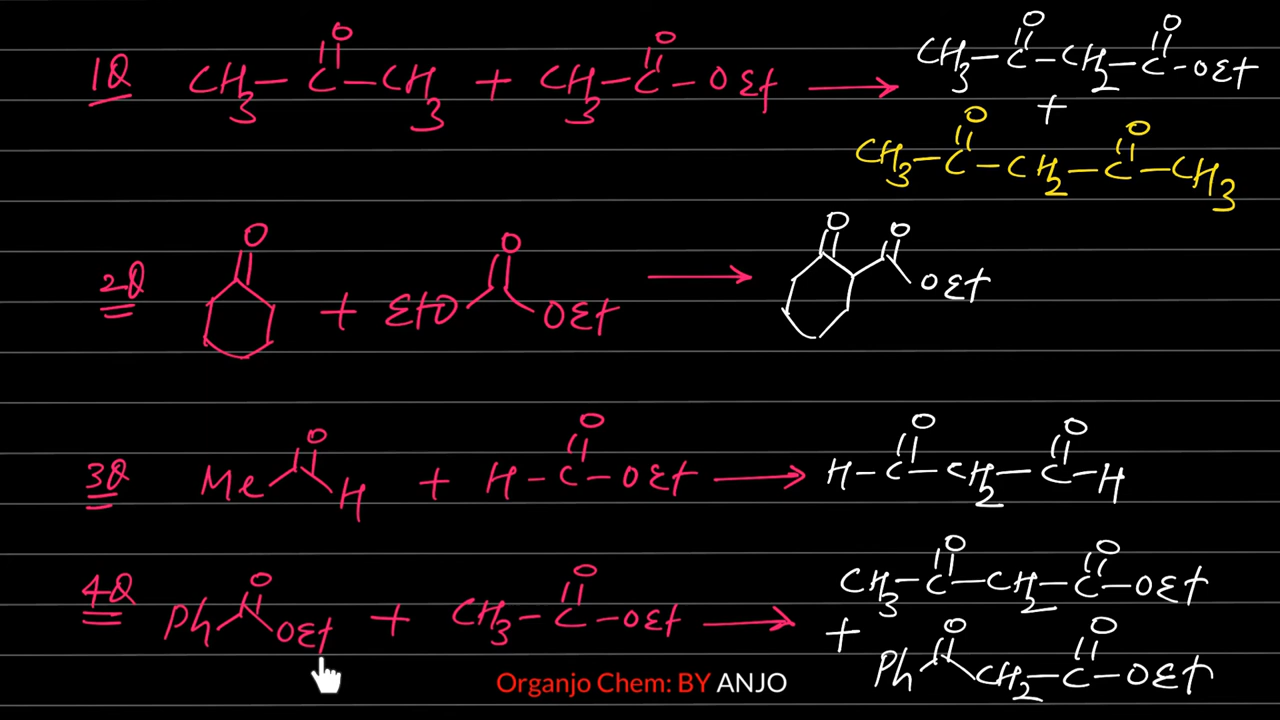 1Q CH3-C(=O)-CH3 + CH3-C(=O)-OEt → CH3-C(=O)-CH2-C(=O)-OEt
+
CH3-C(=O)-CH2-C(=O)-CH3
2Q O + EtO O OEt → O O OEt
3Q Me O H + H-C(=O)-OEt → H-C(=O)-CH2-C(=O)-H
4Q Ph O OEt + CH3-C(=O)-OEt → CH3-C(=O)-CH2-C(=O)-OEt
+ Ph O CH2-C(=O)-OEt
Organjo Chem: BY ANJO